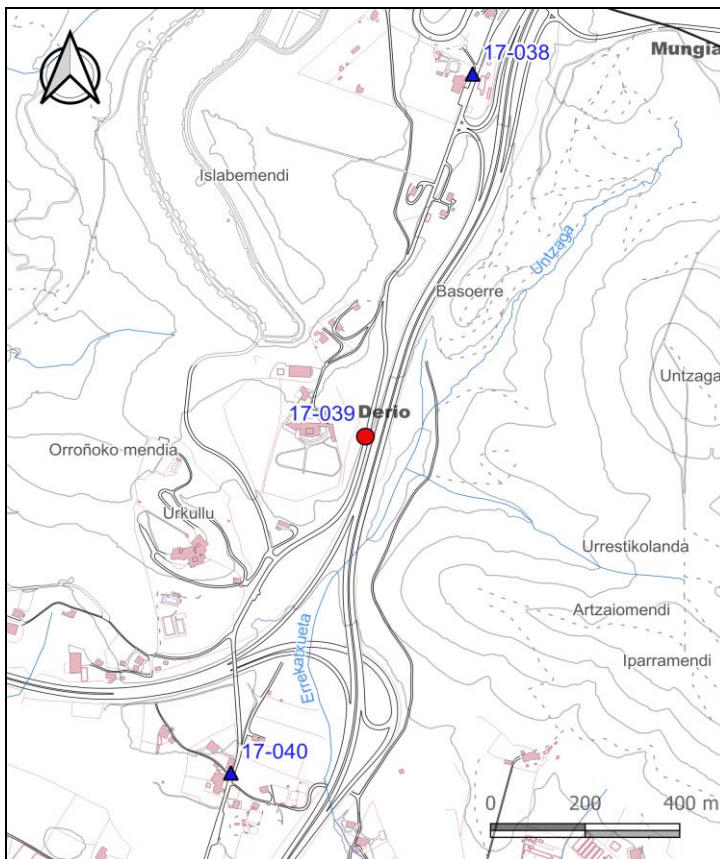 17-038
Mungia
Islabemendi
Untzaga
Basoerre
Untzaga
17-039
Derio
Orroñoko mendia
Urkullu
Urrestikolanda
Artzaiomendi
Errekatxueta
Iparramendi
17-040
0 200 400 m